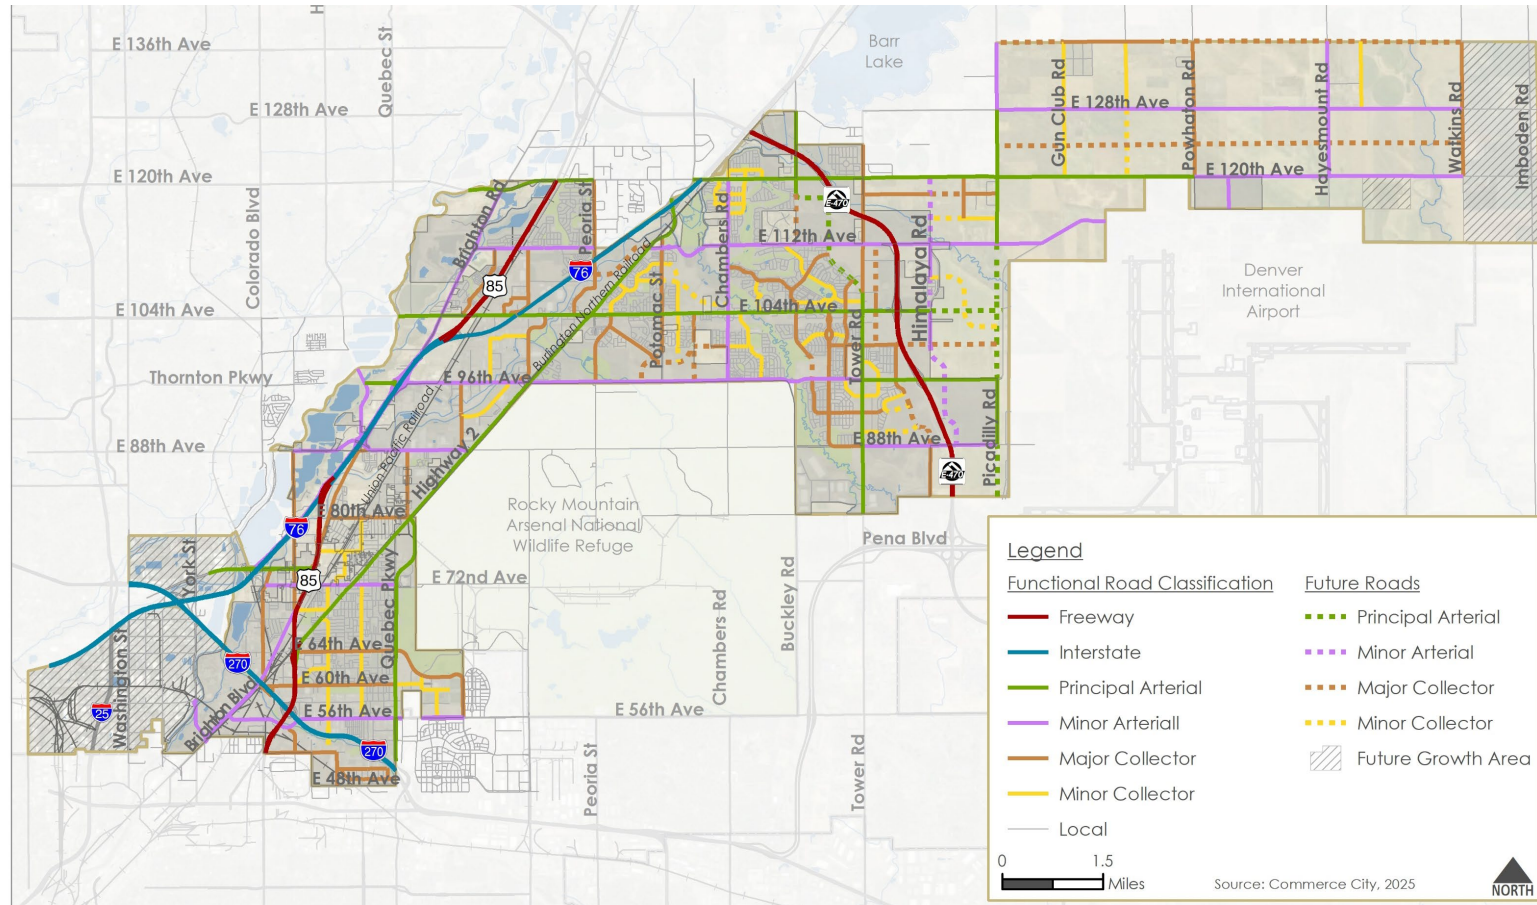 H
E 136th Ave
Quebec St
Barr
Lake
E 128th Ave
Gun Club Rd
E 128th Ave
Powhaton Rd
Hayesmount Rd
Watkins Rd
Imboden Rd
E 120th Ave
E 120th Ave
Colorado Blvd
Brighton Rd
Peoria St
E-470
Chambers Rd
E 112th Ave
Himalaya Rd
76
85
Burlington Northern Railroad
Potomac St
Denver
International
Airport
E 104th Ave
E 104th Ave
Tower Rd
Thornton Pkwy
E 96th Ave
Union Pacific Railroad
Picadilly Rd
E 88th Ave
E 88th Ave
Highway 2
E-470
Rocky Mountain
Arsenal National
Wildlife Refuge
E 80th Ave
76
Pena Blvd
York St
85
Quebec Pkwy
E 72nd Ave
Buckley Rd
Chambers Rd
Washington St
E 64th Ave
270
E 60th Ave
25
Brighton Blvd
E 56th Ave
E 56th Ave
270
E 48th Ave
Peoria St
Tower Rd
Legend
Functional Road Classification
Freeway
Interstate
Principal Arterial
Minor Arteriall
Major Collector
Minor Collector
Local
Future Roads
Principal Arterial
Minor Arterial
Major Collector
Minor Collector
Future Growth Area
0 1.5
Miles
Source: Commerce City, 2025
NORTH